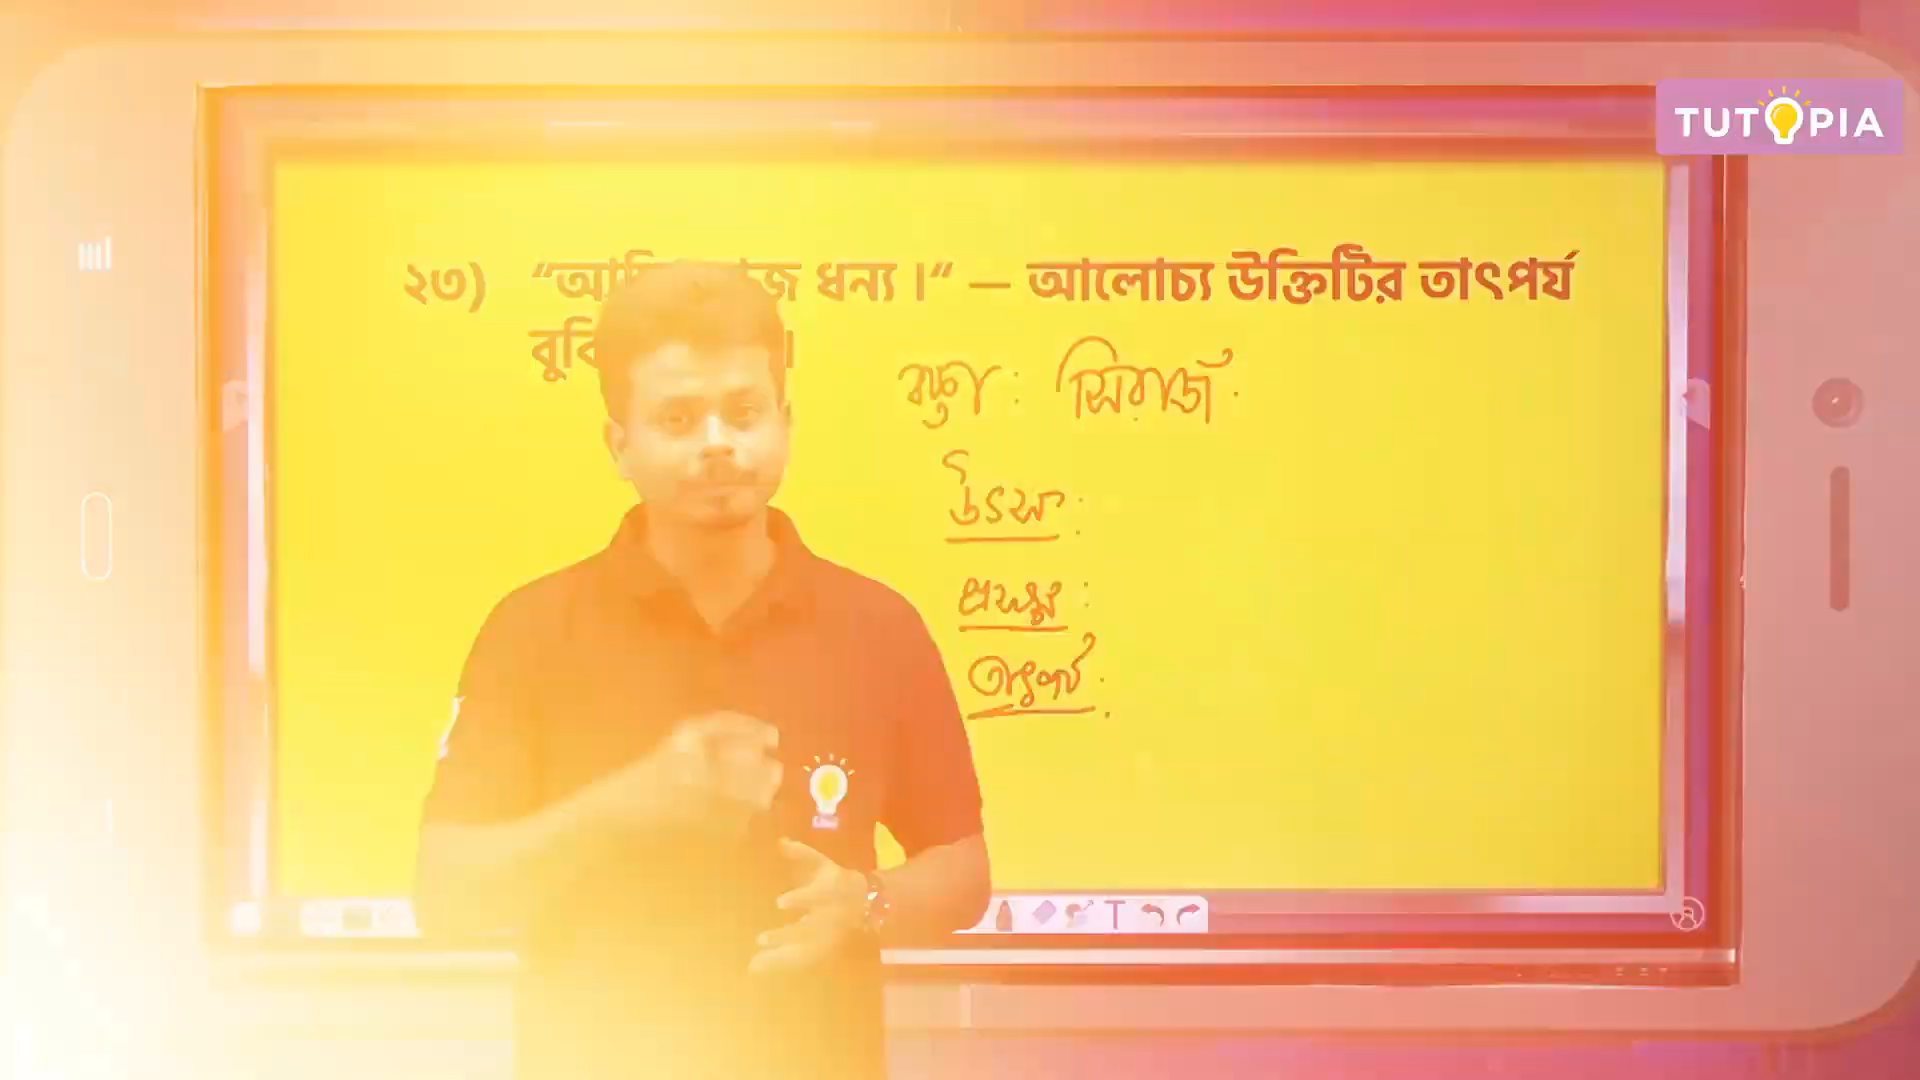 TUTOPIA
২৩) ধন্য।“ — আলোচ্য উক্তিটির তাৎপর্য
বক্তা : সিরাজ.
উৎস :
প্রসঙ্গ :
তাৎপর্য :